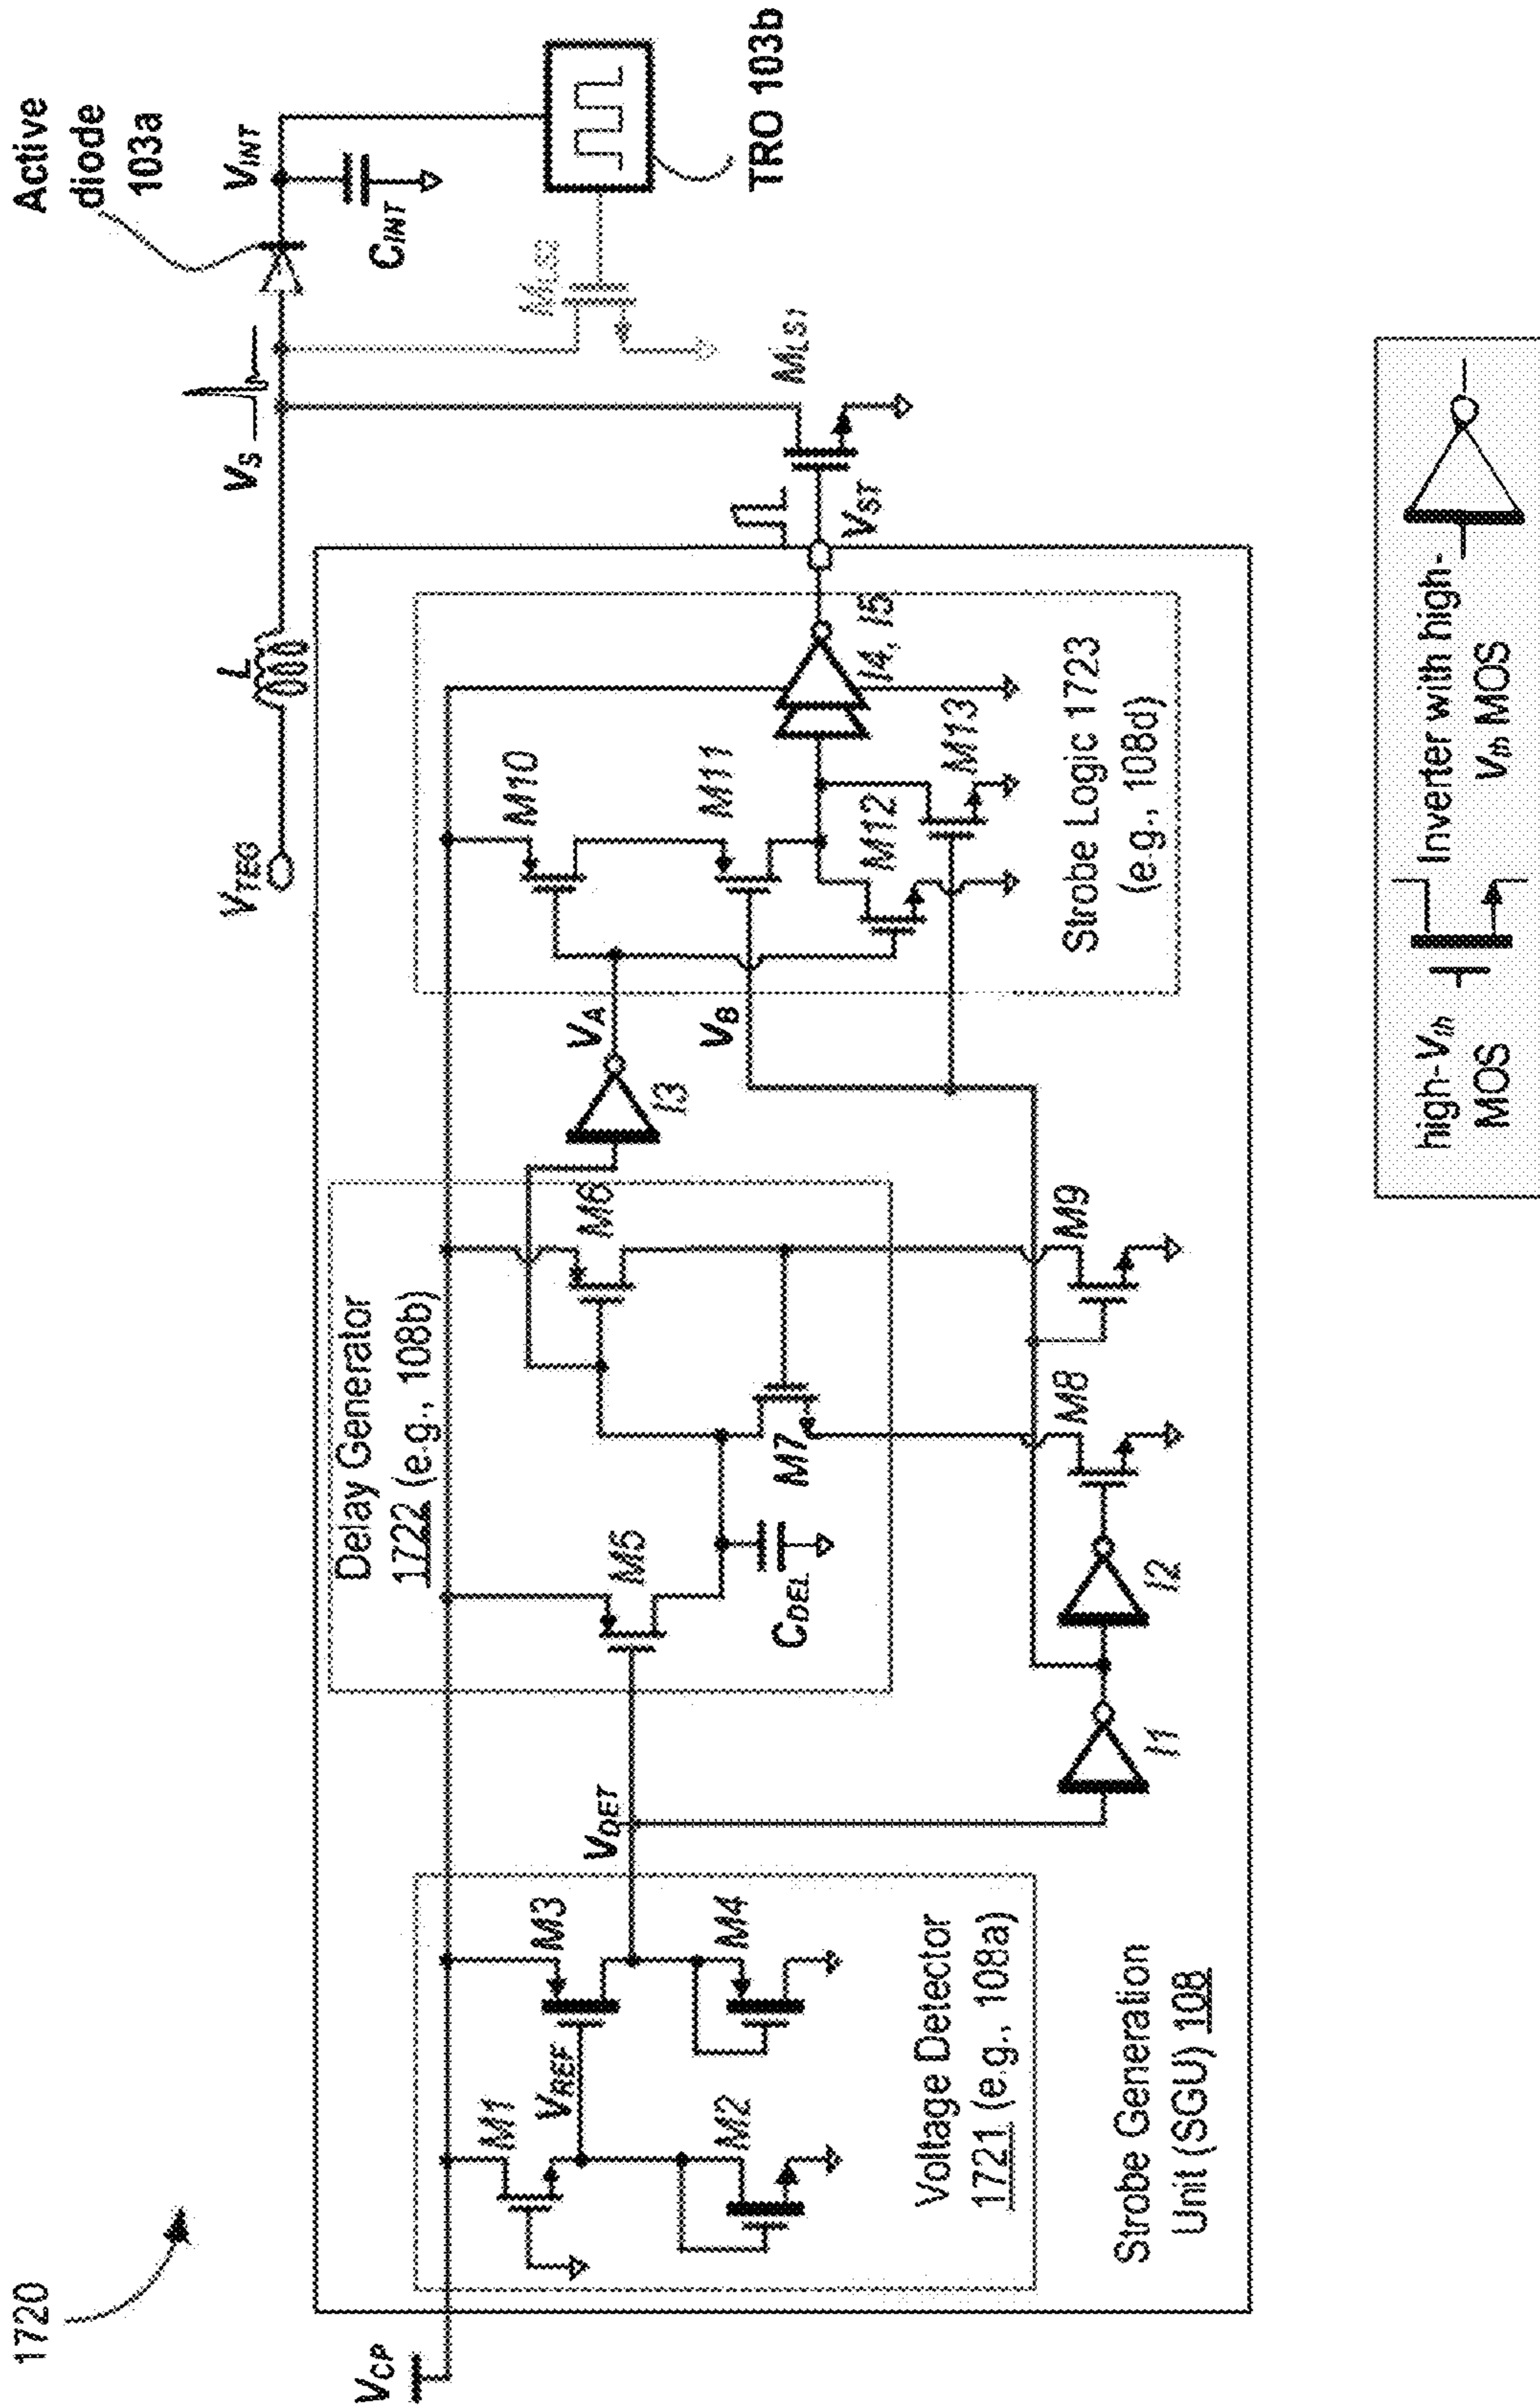 1720
V_CP
V_TEG
L
V_S
Active
diode
103a
V_INT
C_INT
M_LS2
TRO 103b
M_LS1
V_ST
M1
V_REF
M2
M3
M4
V_DET
Voltage Detector
1721 (e.g., 108a)
Strobe Generation
Unit (SGU) 108
Delay Generator
1722 (e.g., 108b)
M5
C_DEL
M6
M7
M8
M9
I1
I2
I3
V_A
V_B
M10
M11
M12
M13
I4, I5
Strobe Logic 1723
(e.g., 108d)
high-V_th
MOS
Inverter with high-
V_th MOS